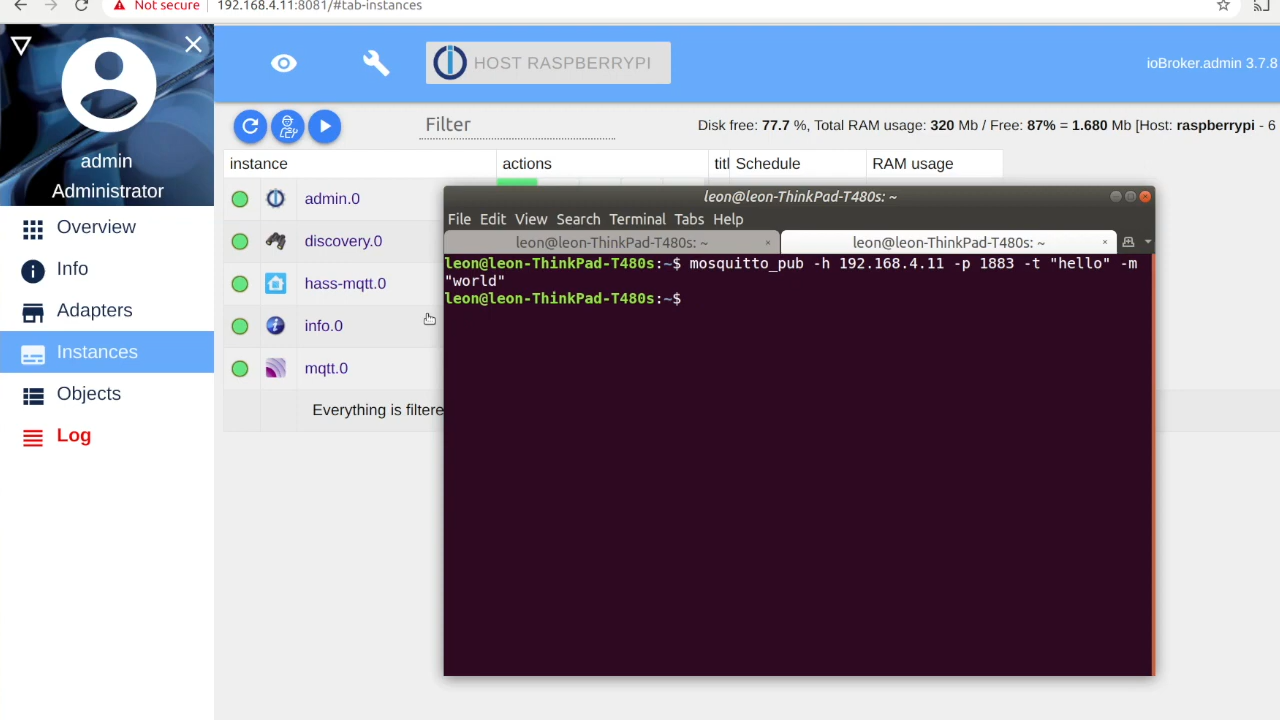 Not secure 192.168.4.11:8081/#tab-instances
HOST RASPBERRYPI
ioBroker.admin 3.7.8
Filter
Disk free: 77.7 %, Total RAM usage: 320 Mb / Free: 87% = 1.680 Mb [Host: raspberrypi - 6
admin
Administrator
Overview
Info
Adapters
Instances
Objects
Log
instance actions titl Schedule RAM usage
admin.0
discovery.0
hass-mqtt.0
info.0
mqtt.0
Everything is filtere
leon@leon-ThinkPad-T480s: ~
File Edit View Search Terminal Tabs Help
leon@leon-ThinkPad-T480s: ~ leon@leon-ThinkPad-T480s: ~
leon@leon-ThinkPad-T480s:~$ mosquitto_pub -h 192.168.4.11 -p 1883 -t "hello" -m
"world"
leon@leon-ThinkPad-T480s:~$